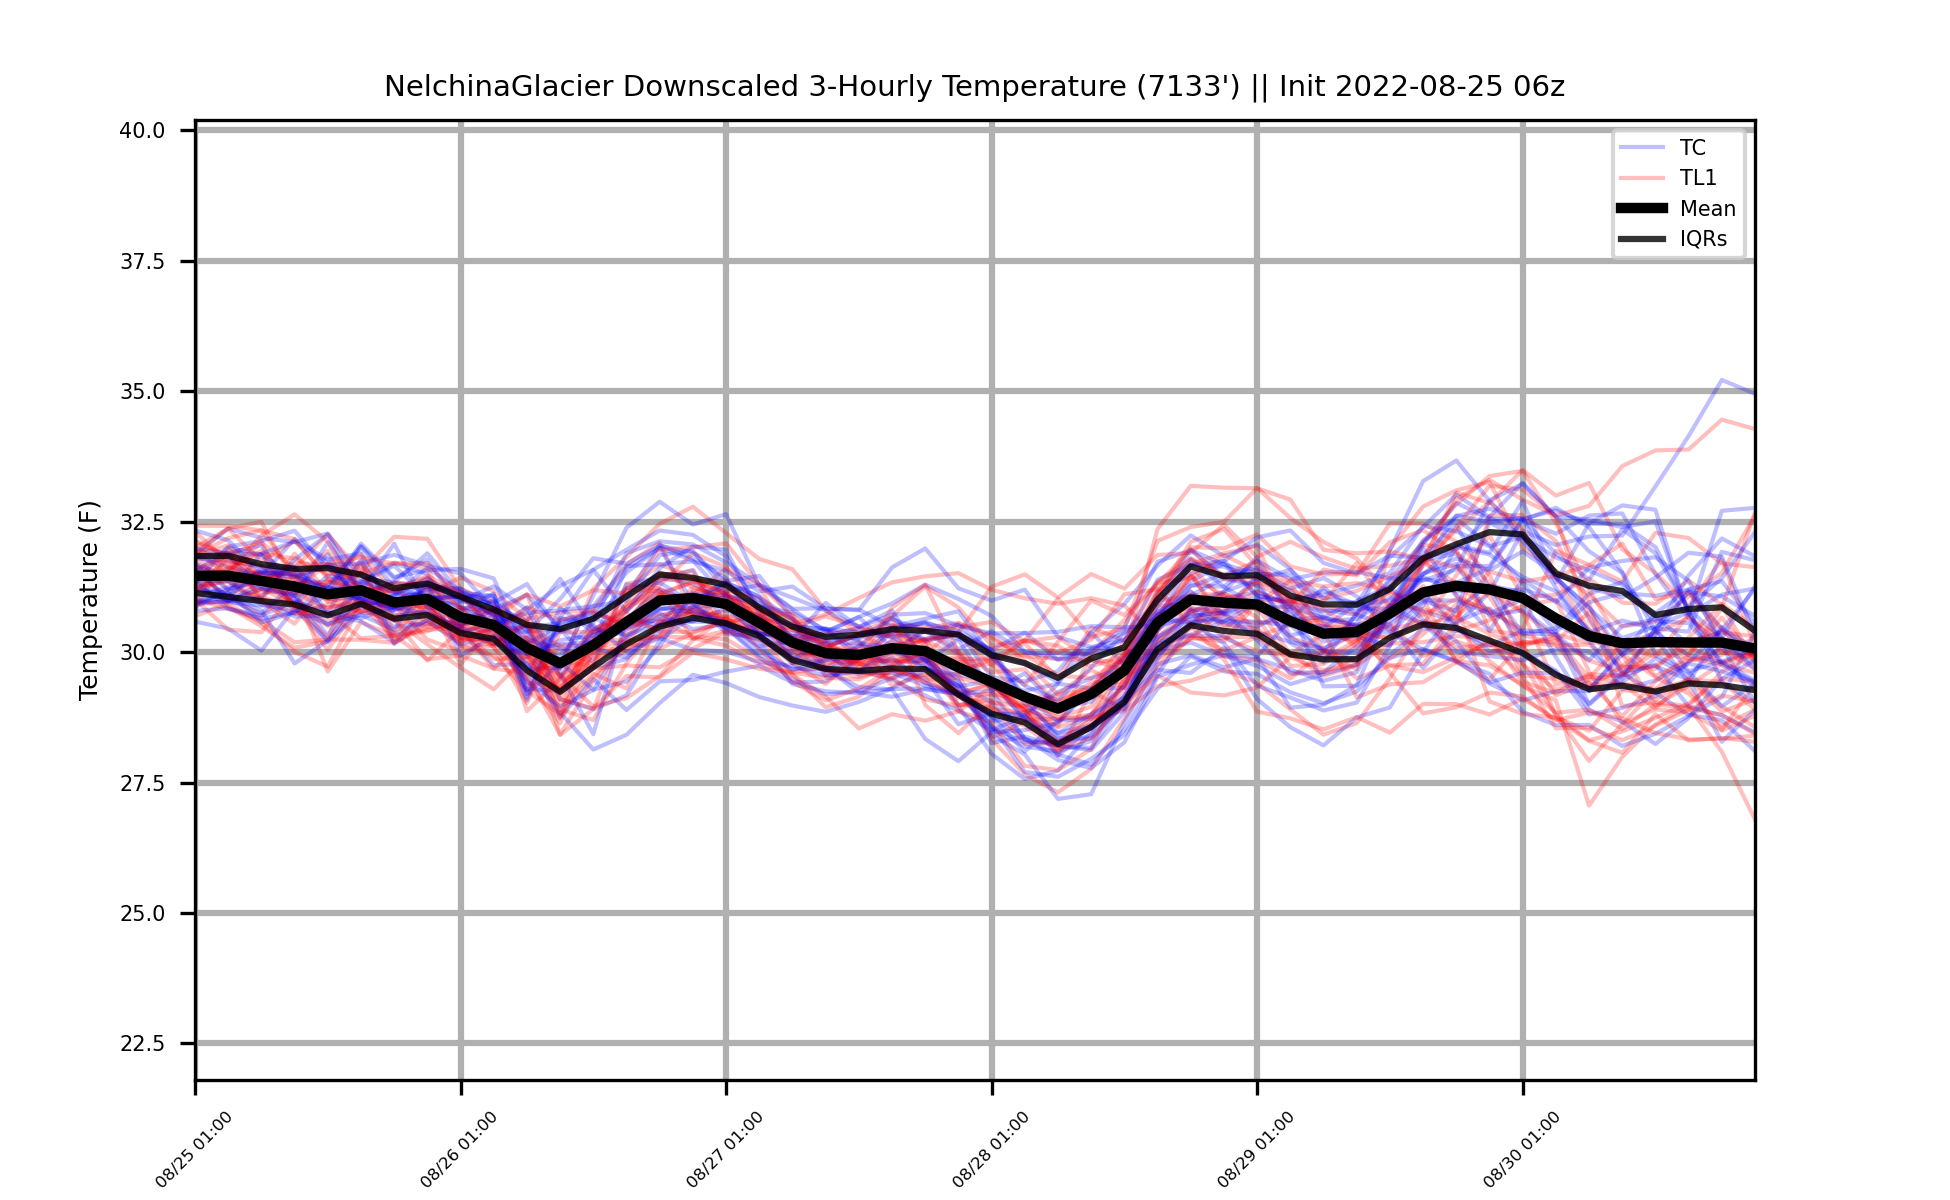 NelchinaGlacier Downscaled 3-Hourly Temperature (7133') || Init 2022-08-25 06z
TC
TL1
Mean
IQRs
Temperature (F)
40.0
37.5
35.0
32.5
30.0
27.5
25.0
22.5
08/25 01:00
08/26 01:00
08/27 01:00
08/28 01:00
08/29 01:00
08/30 01:00